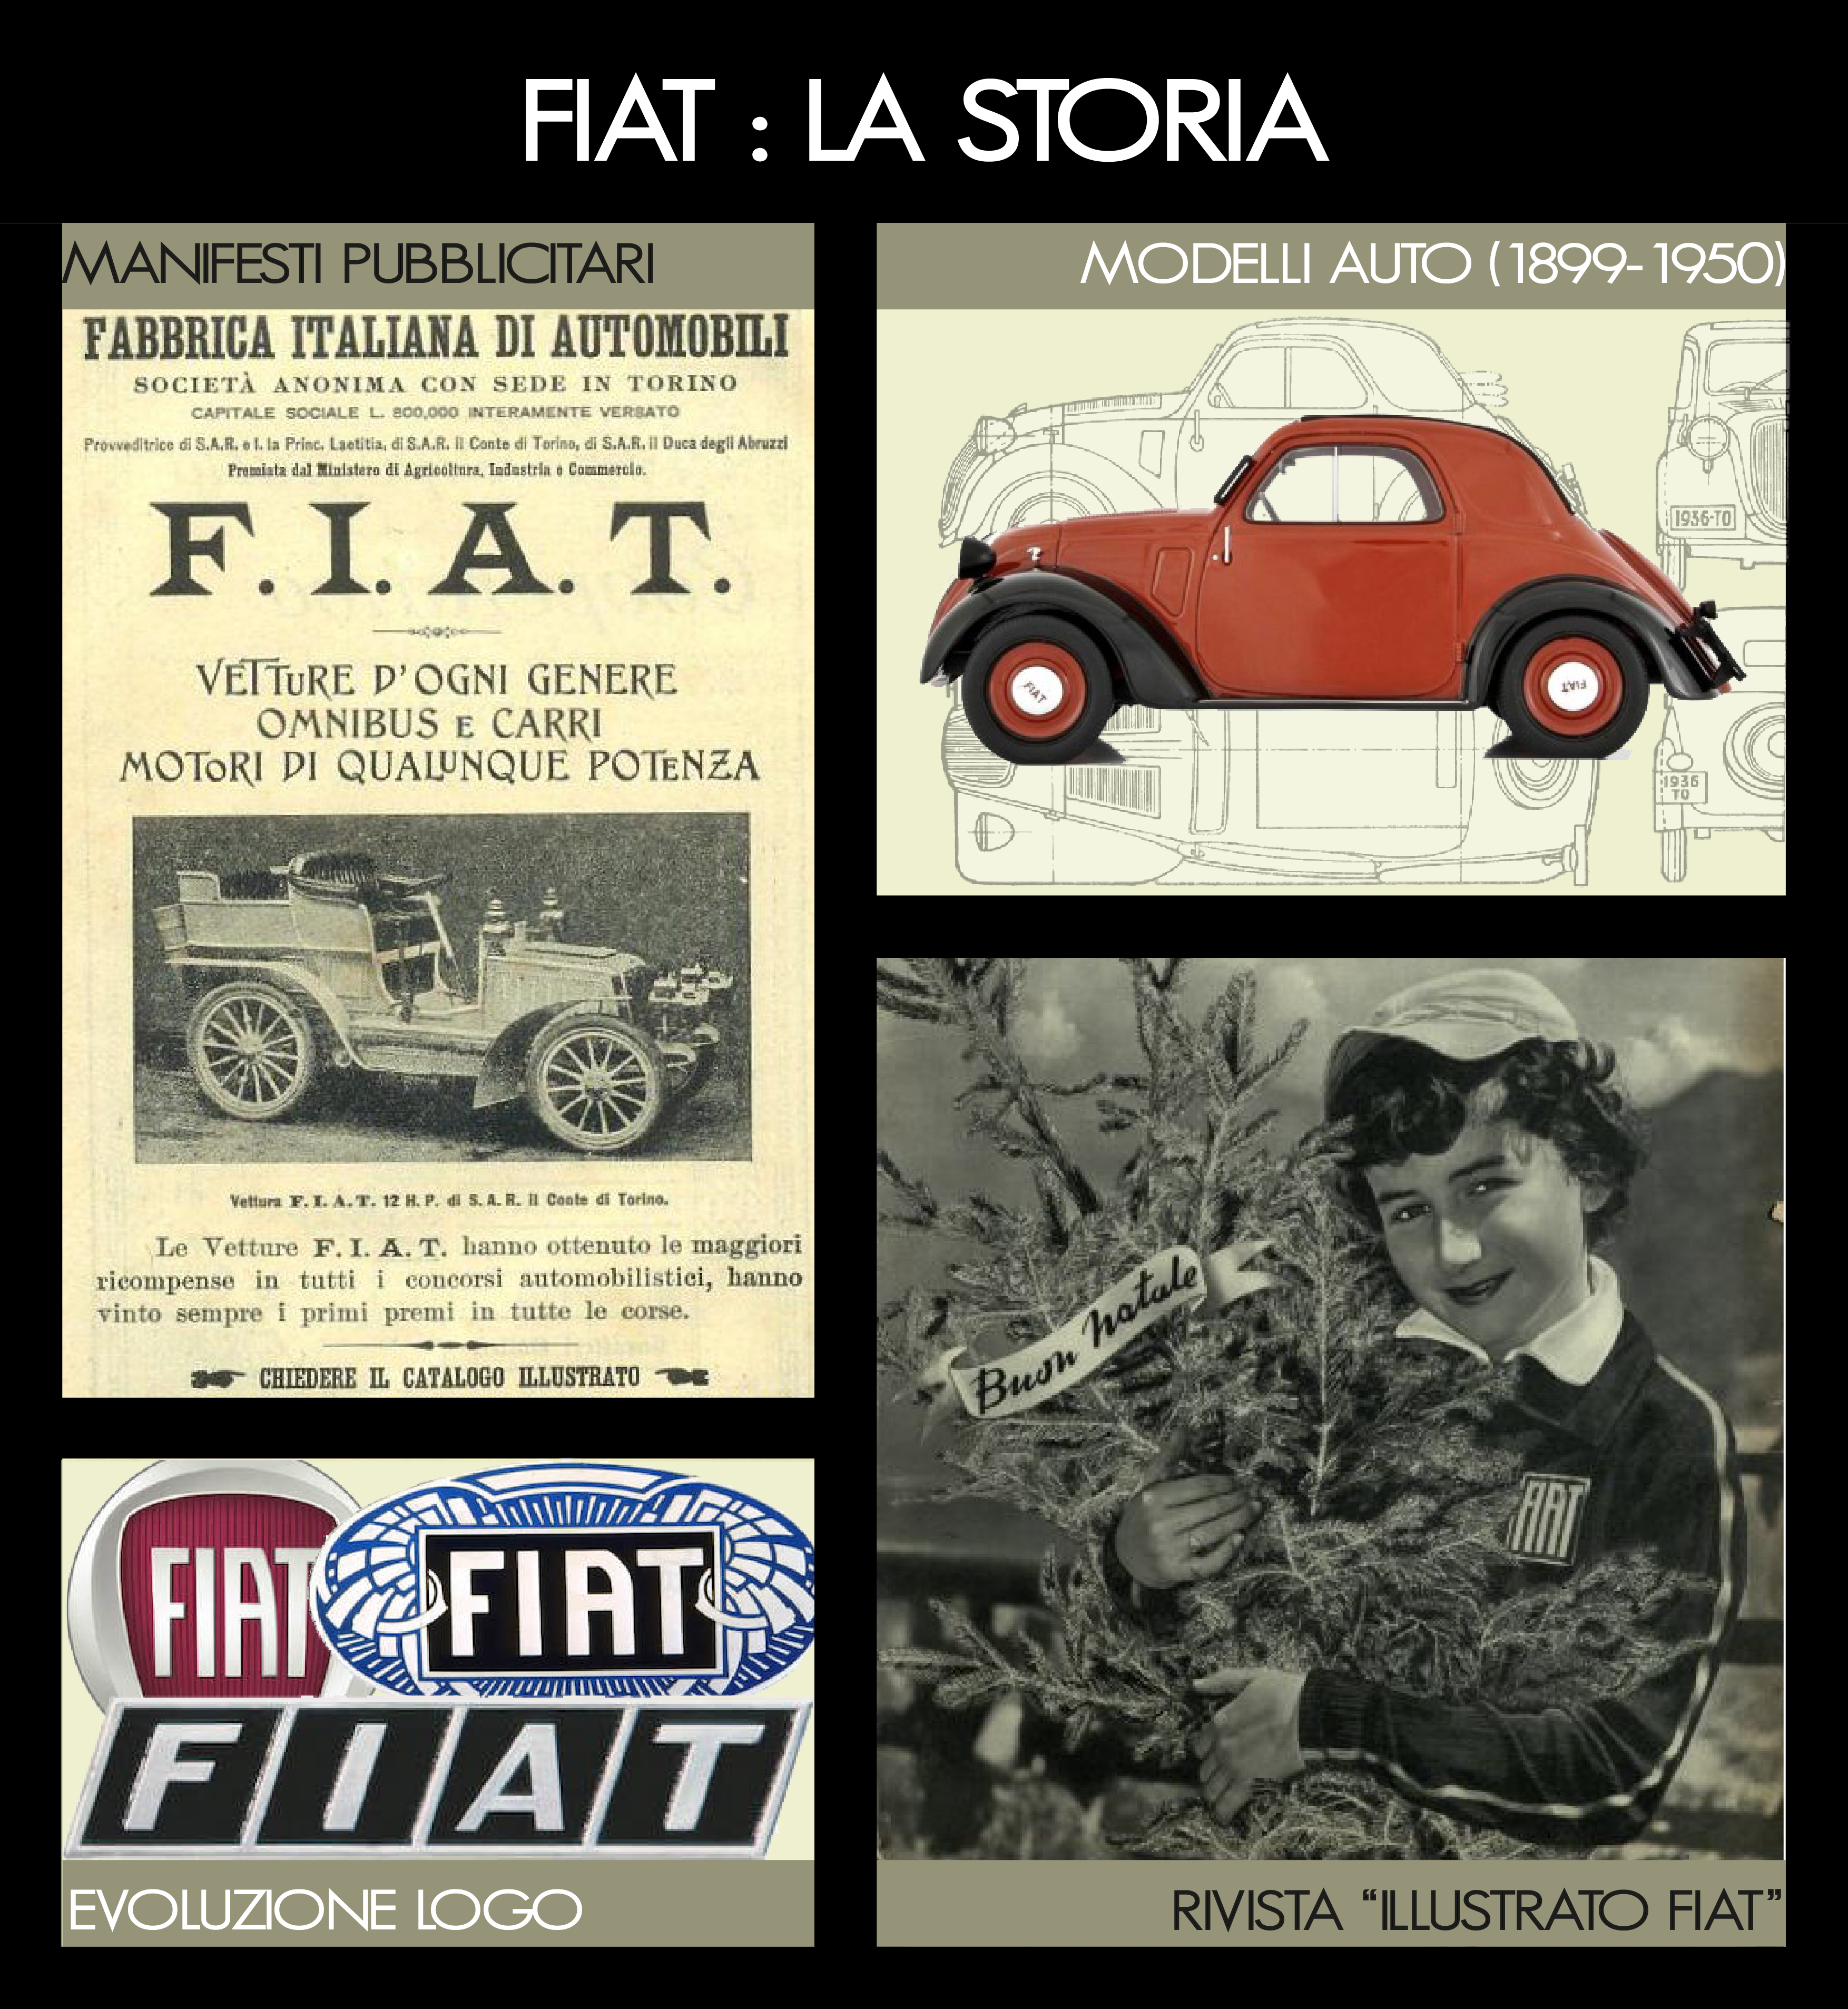 FIAT : LA STORIA
MANIFESTI PUBBLICITARI
FABBRICA ITALIANA DI AUTOMOBILI
SOCIETÀ ANONIMA CON SEDE IN TORINO
CAPITALE SOCIALE L. 800,000 INTERAMENTE VERSATO
Provveditrice di S.A.R. e I. la Princ. Laetitia, di S.A.R. il Conte di Torino, di S.A.R. il Duca degli Abruzzi
Premiata dal Ministero di Agricoltura, Industria e Commercio.
F.I.A.T.
VETTURE D'OGNI GENERE
OMNIBUS E CARRI
MOTORI DI QUALUNQUE POTENZA
Vettura F.I.A.T. 12 H.P. di S.A.R. il Conte di Torino.
Le Vetture F.I.A.T. hanno ottenuto le maggiori
ricompense in tutti i concorsi automobilistici, hanno
vinto sempre i primi premi in tutte le corse.
CHIEDERE IL CATALOGO ILLUSTRATO
MODELLI AUTO (1899-1950)
1936-TO
FIAT
FIAT
1936
TO
Buon natale
FIAT
FIAT
FIAT
FIAT
EVOLUZIONE LOGO
RIVISTA “ILLUSTRATO FIAT”